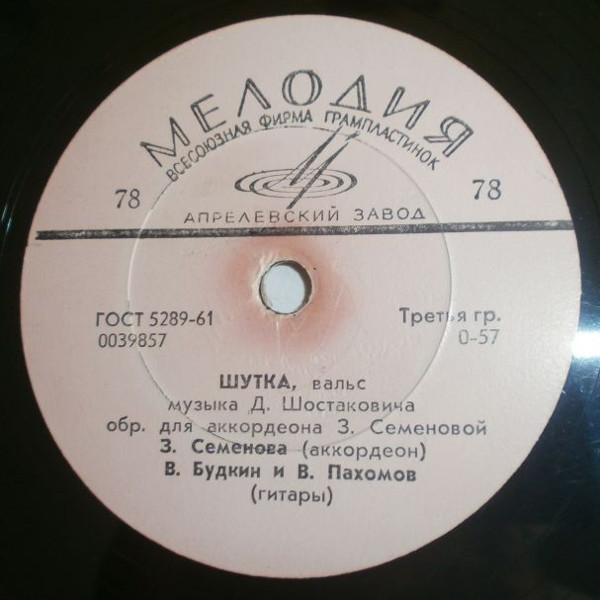 МЕЛОДИЯ
ВСЕСОЮЗНАЯ ФИРМА ГРАМПЛАСТИНОК
78 78
АПРЕЛЕВСКИЙ ЗАВОД
ГОСТ 5289-61 Третья гр.
0039857 0-57
ШУТКА, вальс
музыка Д. Шостаковича
обр. для аккордеона З. Семеновой
З. Семенова (аккордеон)
В. Будкин и В. Пахомов
(гитары)